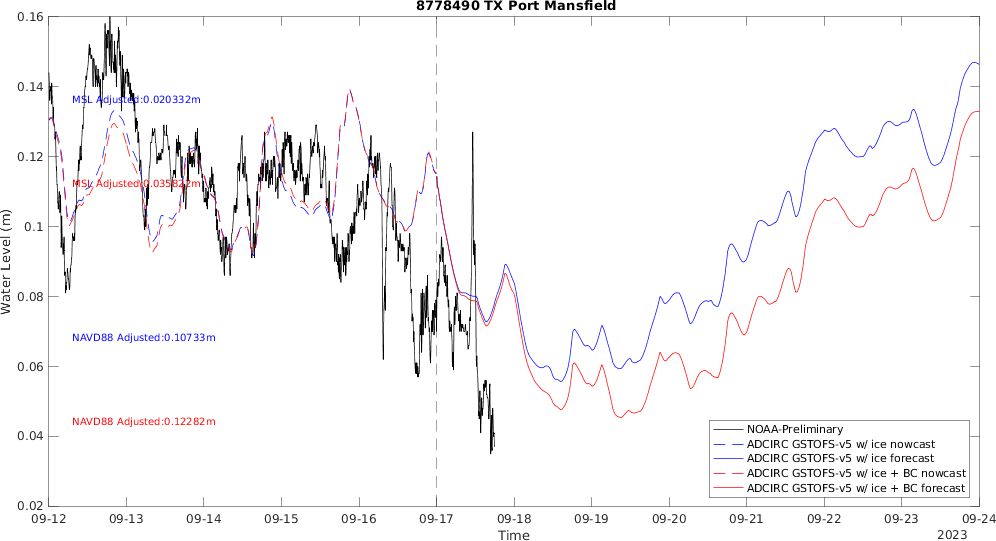 8778490 TX Port Mansfield
Water Level (m)
0.16
0.14
0.12
0.1
0.08
0.06
0.04
0.02
MSL Adjusted:0.020332m
MSL Adjusted:0.035822m
NAVD88 Adjusted:0.10733m
NAVD88 Adjusted:0.12282m
NOAA-Preliminary
ADCIRC GSTOFS-v5 w/ ice nowcast
ADCIRC GSTOFS-v5 w/ ice forecast
ADCIRC GSTOFS-v5 w/ ice + BC nowcast
ADCIRC GSTOFS-v5 w/ ice + BC forecast
09-12 09-13 09-14 09-15 09-16 09-17 09-18 09-19 09-20 09-21 09-22 09-23 09-24
Time
2023